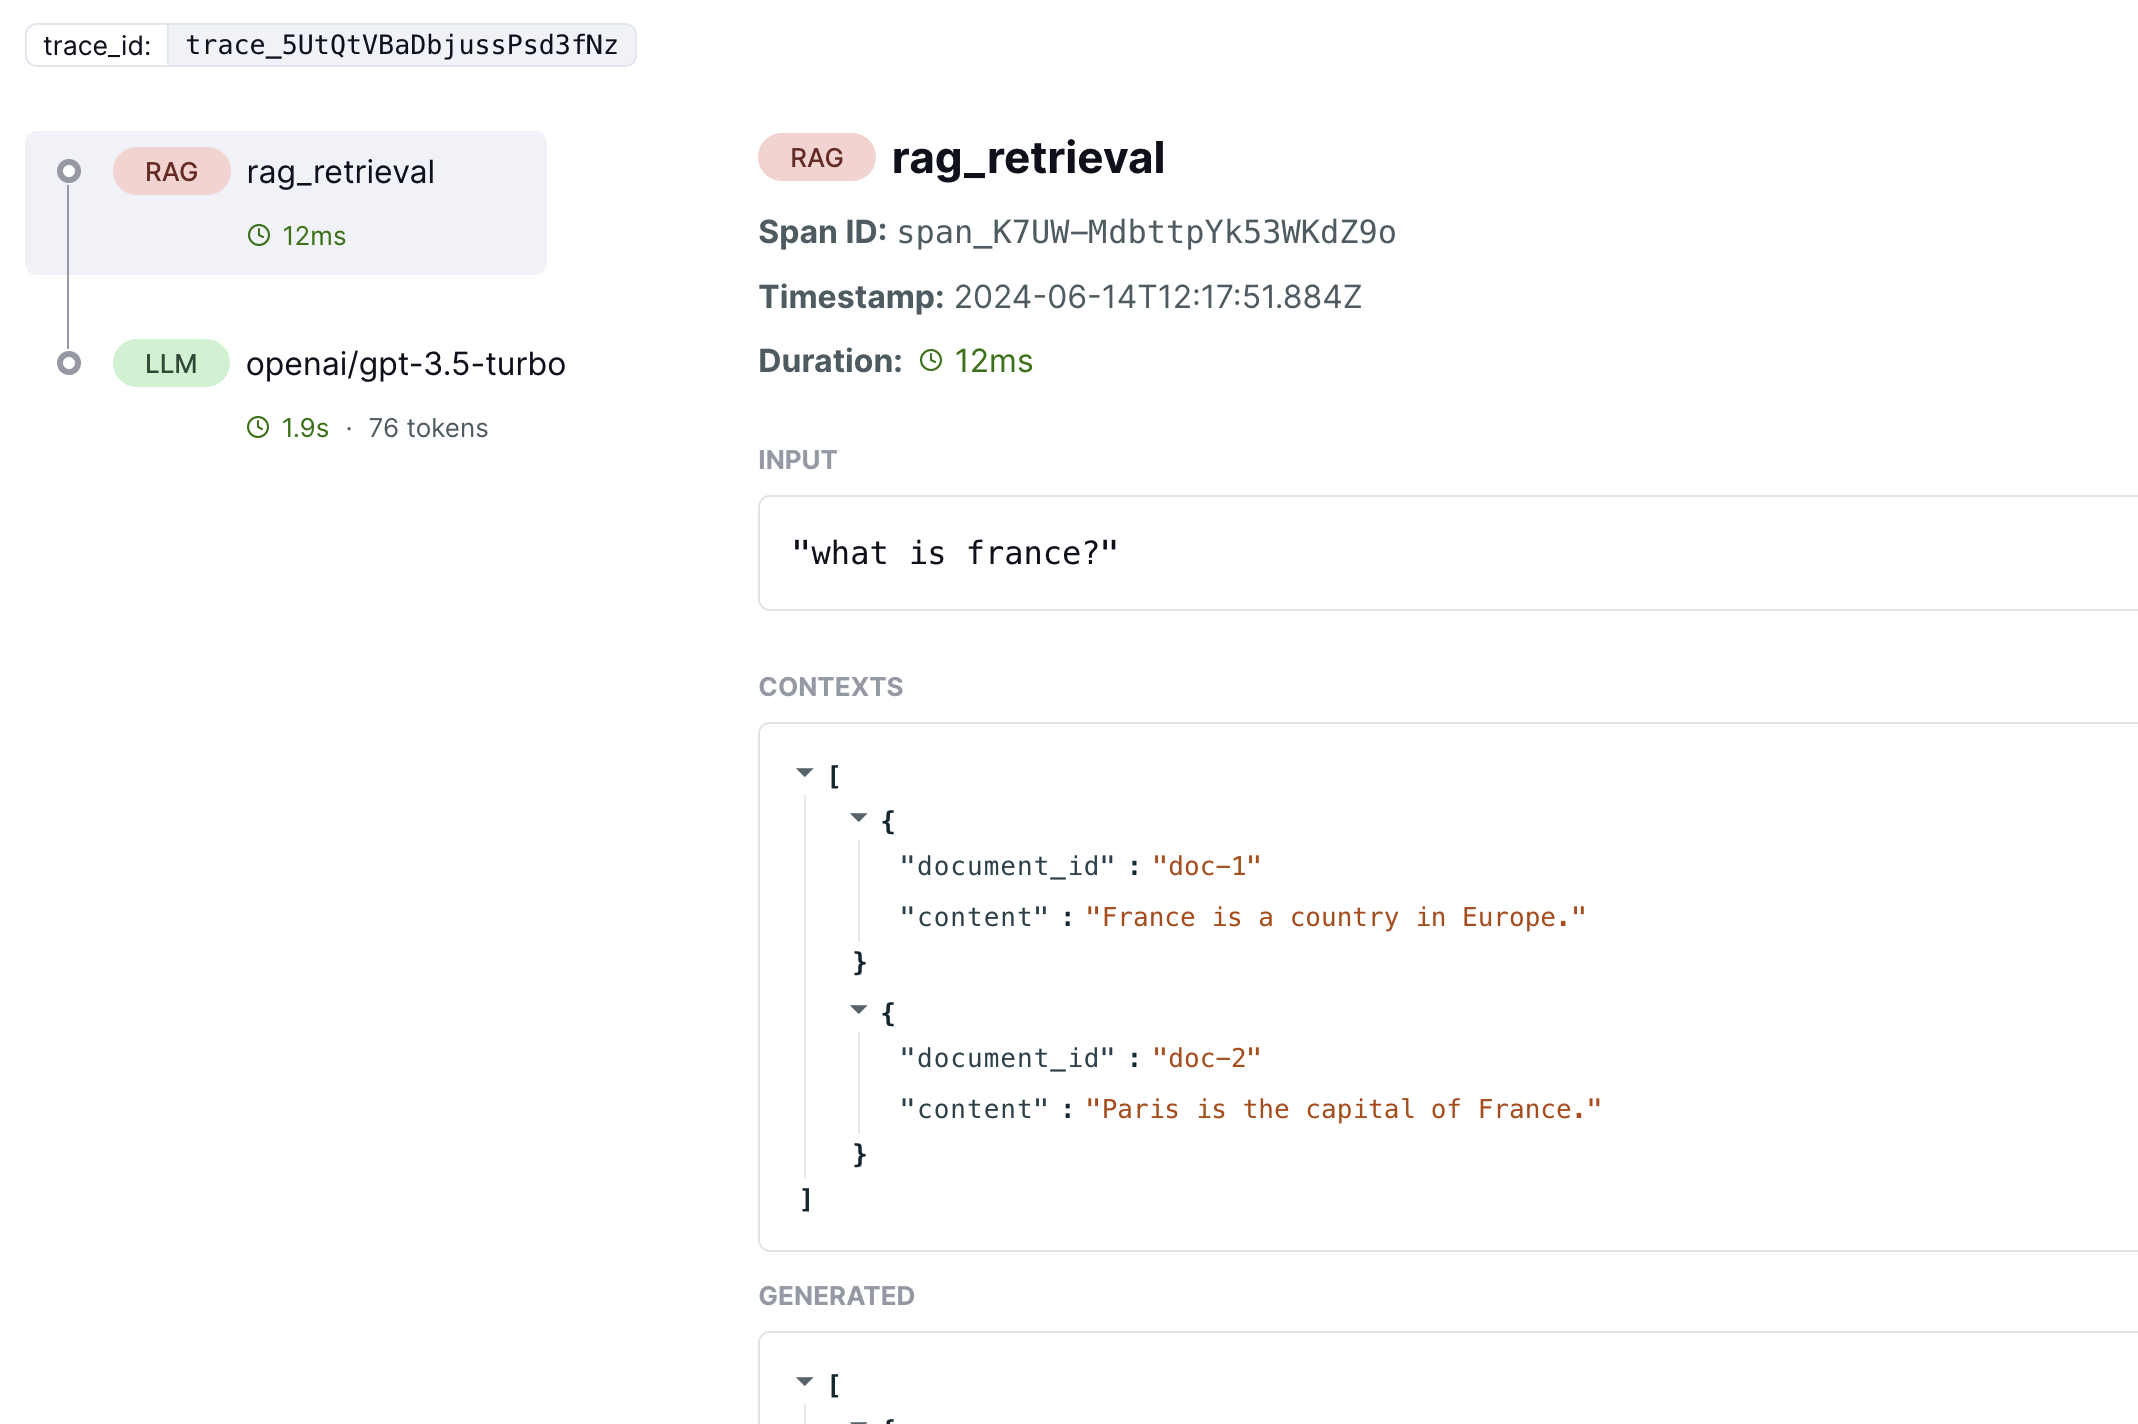 trace_id: trace_5UtQtVBaDbjussPsd3fNz
RAG rag_retrieval
12ms
LLM openai/gpt-3.5-turbo
1.9s · 76 tokens
RAG rag_retrieval
Span ID: span_K7UW-MdbttpYk53WKdZ9o
Timestamp: 2024-06-14T12:17:51.884Z
Duration: 12ms
INPUT
"what is france?"
CONTEXTS
[
{
"document_id" : "doc-1"
"content" : "France is a country in Europe."
}
{
"document_id" : "doc-2"
"content" : "Paris is the capital of France."
}
]
GENERATED
[
{